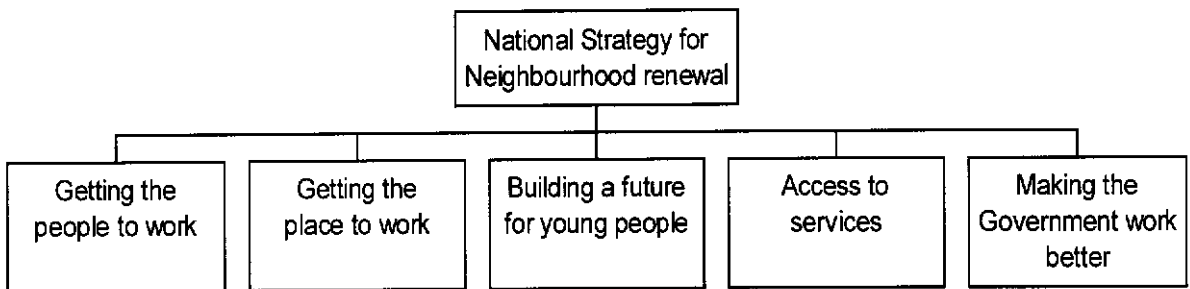 National Strategy for
Neighbourhood renewal
Getting the
people to work
Getting the
place to work
Building a future
for young people
Access to
services
Making the
Government work
better